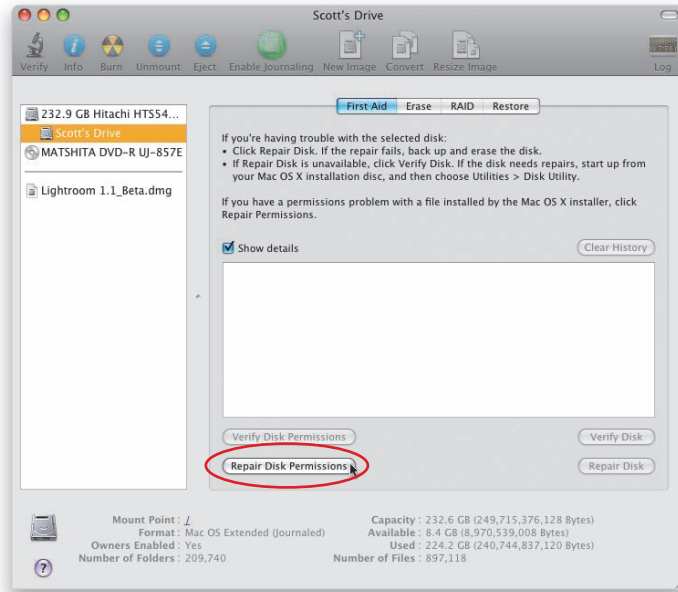 Scott's Drive
Verify Info Burn Unmount Eject Enable Journaling New Image Convert Resize Image Log
232.9 GB Hitachi HTS54...
Scott's Drive
MATSHITA DVD-R UJ-857E
Lightroom 1.1_Beta.dmg
First Aid Erase RAID Restore
If you're having trouble with the selected disk:
• Click Repair Disk. If the repair fails, back up and erase the disk.
• If Repair Disk is unavailable, click Verify Disk. If the disk needs repairs, start up from
your Mac OS X installation disc, and then choose Utilities > Disk Utility.
If you have a permissions problem with a file installed by the Mac OS X installer, click
Repair Permissions.
Show details Clear History
Verify Disk Permissions Verify Disk
Repair Disk Permissions Repair Disk
Mount Point : / Capacity : 232.6 GB (249,715,376,128 Bytes)
Format : Mac OS Extended (Journaled) Available : 8.4 GB (8,970,539,008 Bytes)
Owners Enabled : Yes Used : 224.2 GB (240,744,837,120 Bytes)
Number of Folders : 209,740 Number of Files : 897,118
?